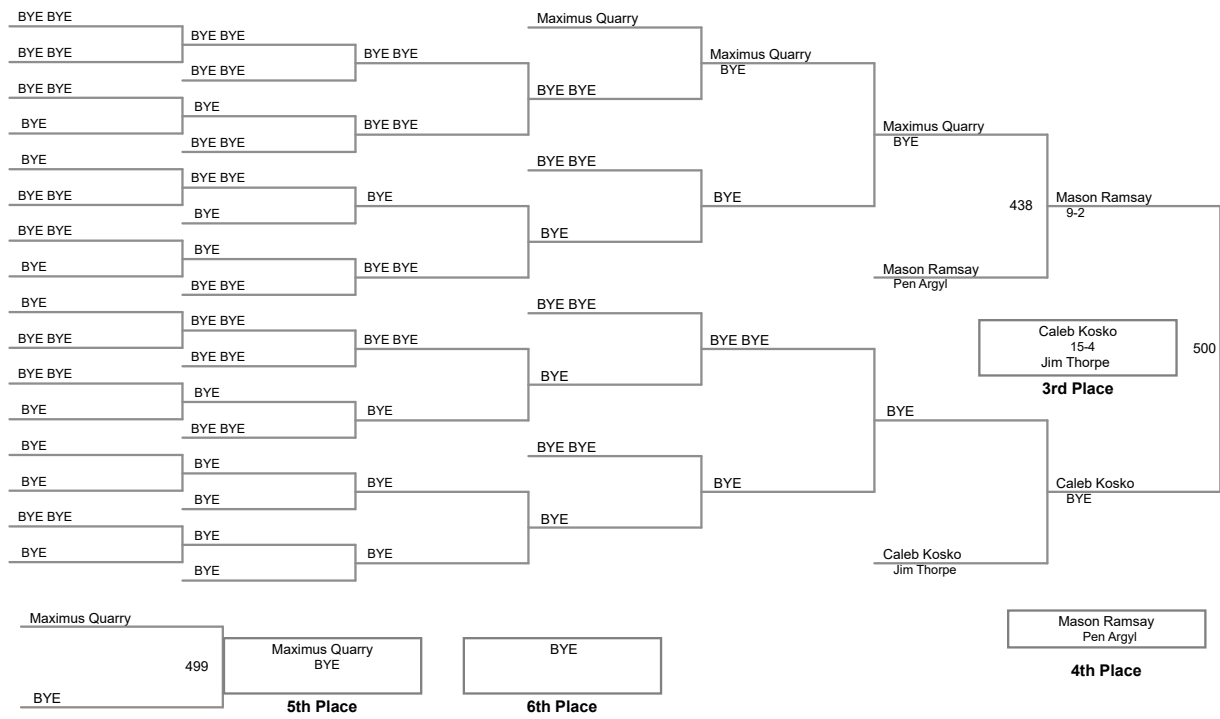 BYE BYE
BYE BYE
BYE BYE
BYE
BYE
BYE BYE
BYE BYE
BYE
BYE
BYE BYE
BYE BYE
BYE
BYE
BYE
BYE BYE
BYE
BYE BYE
BYE BYE
BYE
BYE BYE
BYE BYE
BYE
BYE
BYE BYE
BYE BYE
BYE BYE
BYE
BYE BYE
BYE
BYE
BYE
BYE
BYE BYE
BYE BYE
BYE
BYE BYE
BYE BYE
BYE
BYE
BYE
Maximus Quarry
BYE BYE
BYE BYE
BYE
BYE BYE
BYE
BYE BYE
BYE
Maximus Quarry
BYE
BYE
BYE BYE
BYE
Maximus Quarry
BYE
438
Mason Ramsay
Pen Argyl
BYE
Caleb Kosko
Jim Thorpe
Mason Ramsay
9-2
Caleb Kosko
15-4
Jim Thorpe
3rd Place
500
Caleb Kosko
BYE
Maximus Quarry
499
BYE
Maximus Quarry
BYE
5th Place
BYE
6th Place
Mason Ramsay
Pen Argyl
4th Place